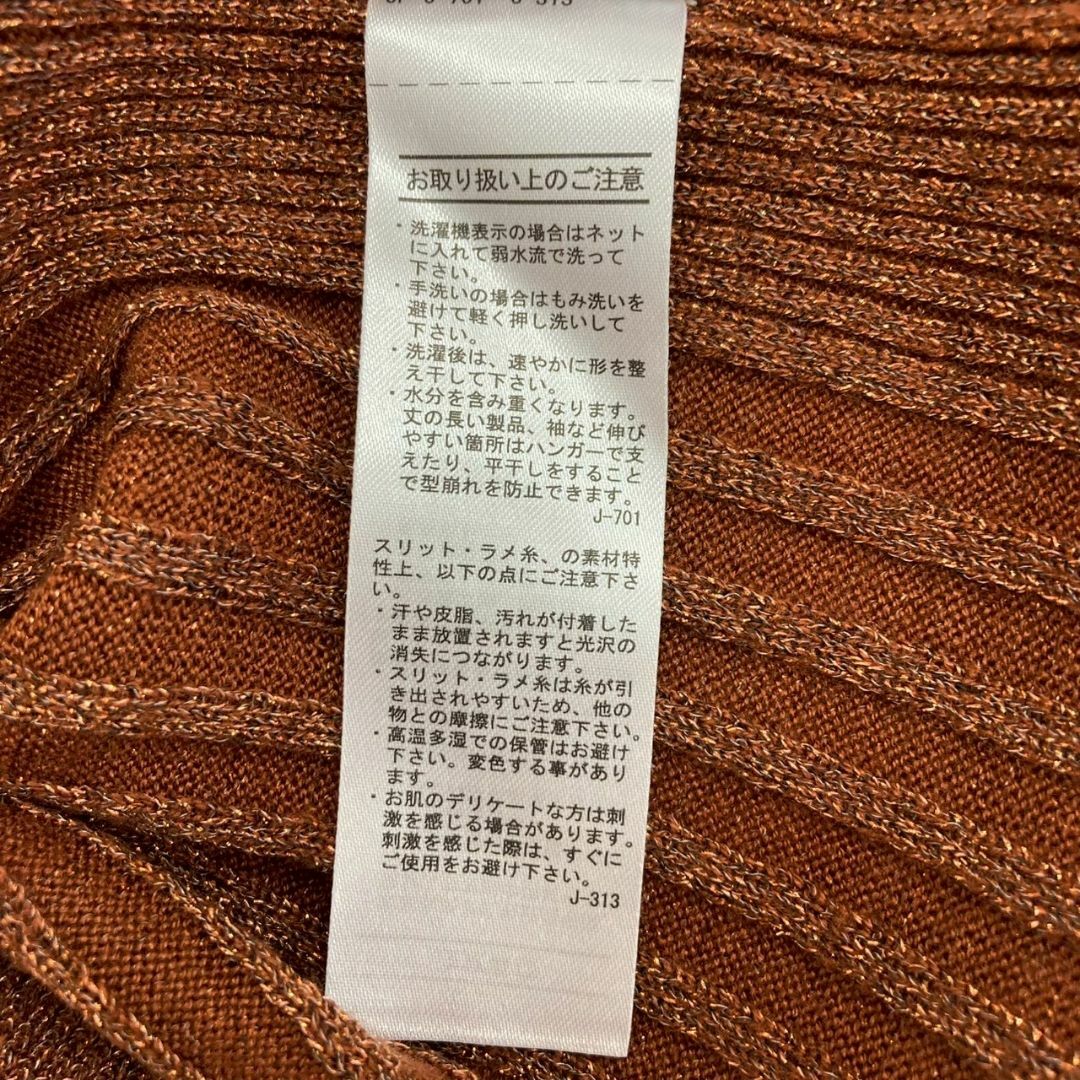 お取り扱い上のご注意
・洗濯機表示の場合はネット
に入れて弱水流で洗って
下さい。
・手洗いの場合はもみ洗いを
避けて軽く押し洗いして
下さい。
・洗濯後は、速やかに形を整
え干して下さい。
・水分を含み重くなります。
丈の長い製品、袖など伸び
やすい箇所はハンガーで支
えたり、平干しをすること
で型崩れを防止できます。
J-701
スリット・ラメ糸、の素材特
性上、以下の点にご注意下さ
い。
・汗や皮脂、汚れが付着した
まま放置されますと光沢の
消失につながります。
・スリット・ラメ糸は糸が引
き出されやすいため、他の
物との摩擦にご注意下さい。
・高温多湿での保管はお避け
下さい。変色する事があり
ます。
・お肌のデリケートな方は刺
激を感じる場合があります。
刺激を感じた際は、すぐに
ご使用をお避け下さい。
J-313